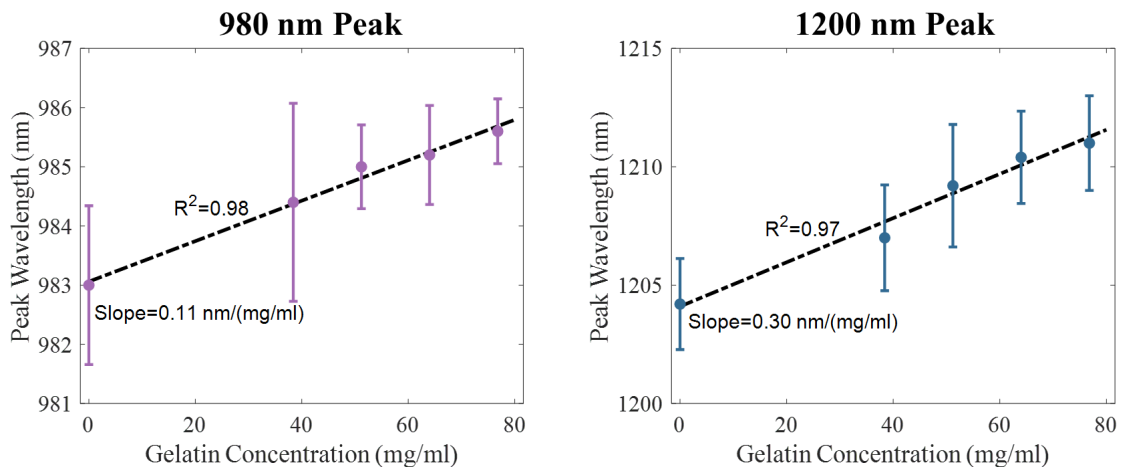 980 nm Peak
987
986
985
984
983
982
981
Peak Wavelength (nm)
R²=0.98
Slope=0.11 nm/(mg/ml)
0
20
40
60
80
Gelatin Concentration (mg/ml)
1200 nm Peak
1215
1210
1205
1200
Peak Wavelength (nm)
R²=0.97
Slope=0.30 nm/(mg/ml)
0
20
40
60
80
Gelatin Concentration (mg/ml)